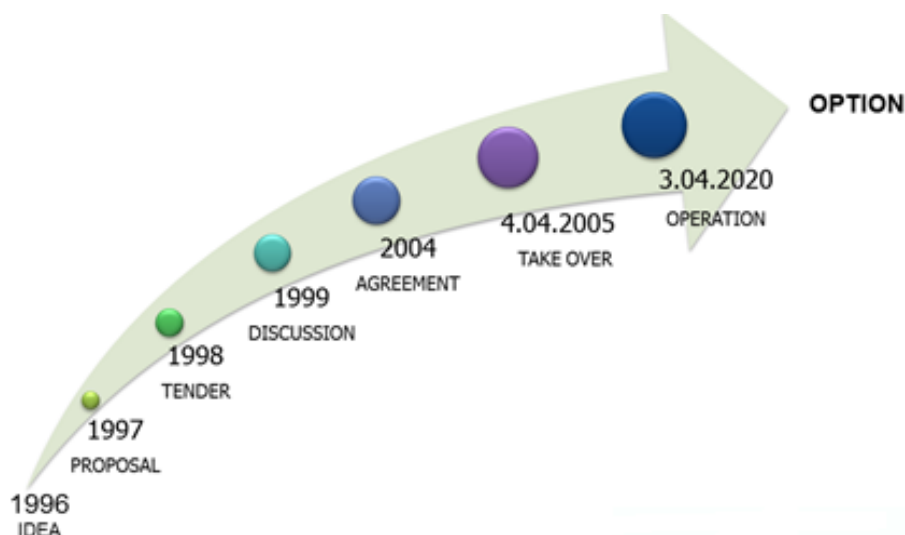 1996
IDEA
1997
PROPOSAL
1998
TENDER
1999
DISCUSSION
2004
AGREEMENT
4.04.2005
TAKE OVER
3.04.2020
OPERATION
OPTION